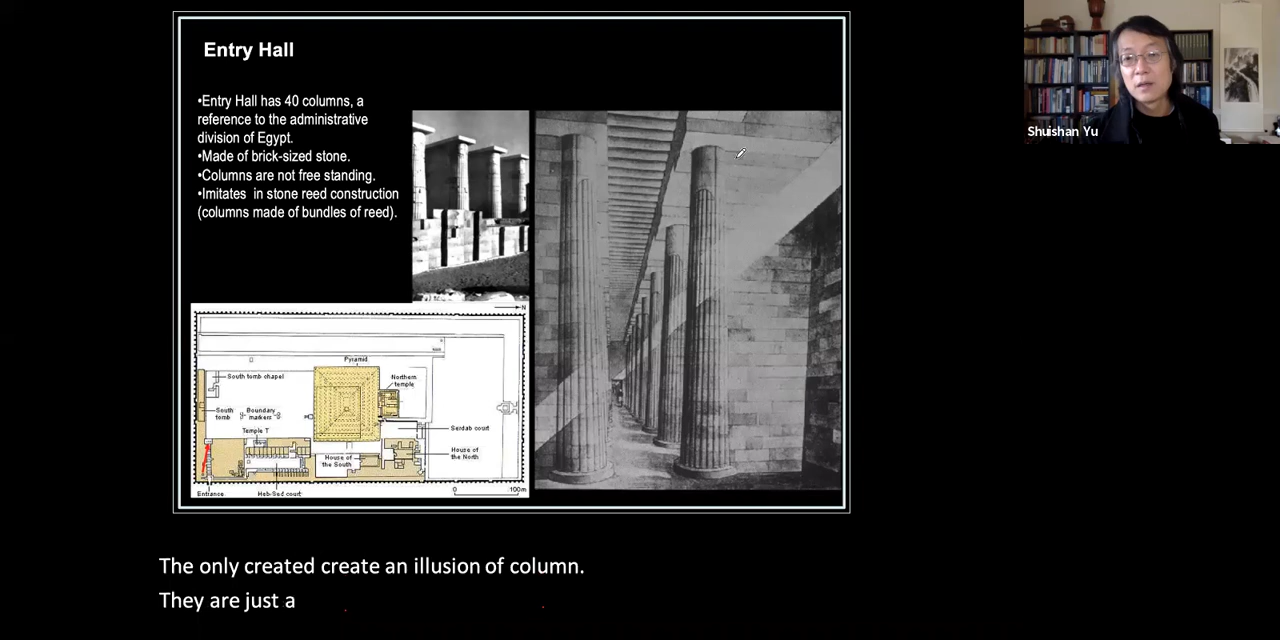 Entry Hall
•Entry Hall has 40 columns, a
reference to the administrative
division of Egypt.
•Made of brick-sized stone.
•Columns are not free standing.
•Imitates in stone reed construction
(columns made of bundles of reed).
Shuishan Yu
N
Pyramid
South tomb chapel
Northern
temple
South
tomb
Boundary
markers
Temple T
Serdab court
House of
the South
House of
the North
Entrance
Heb-Sed court
0
100m
The only created create an illusion of column.
They are just a